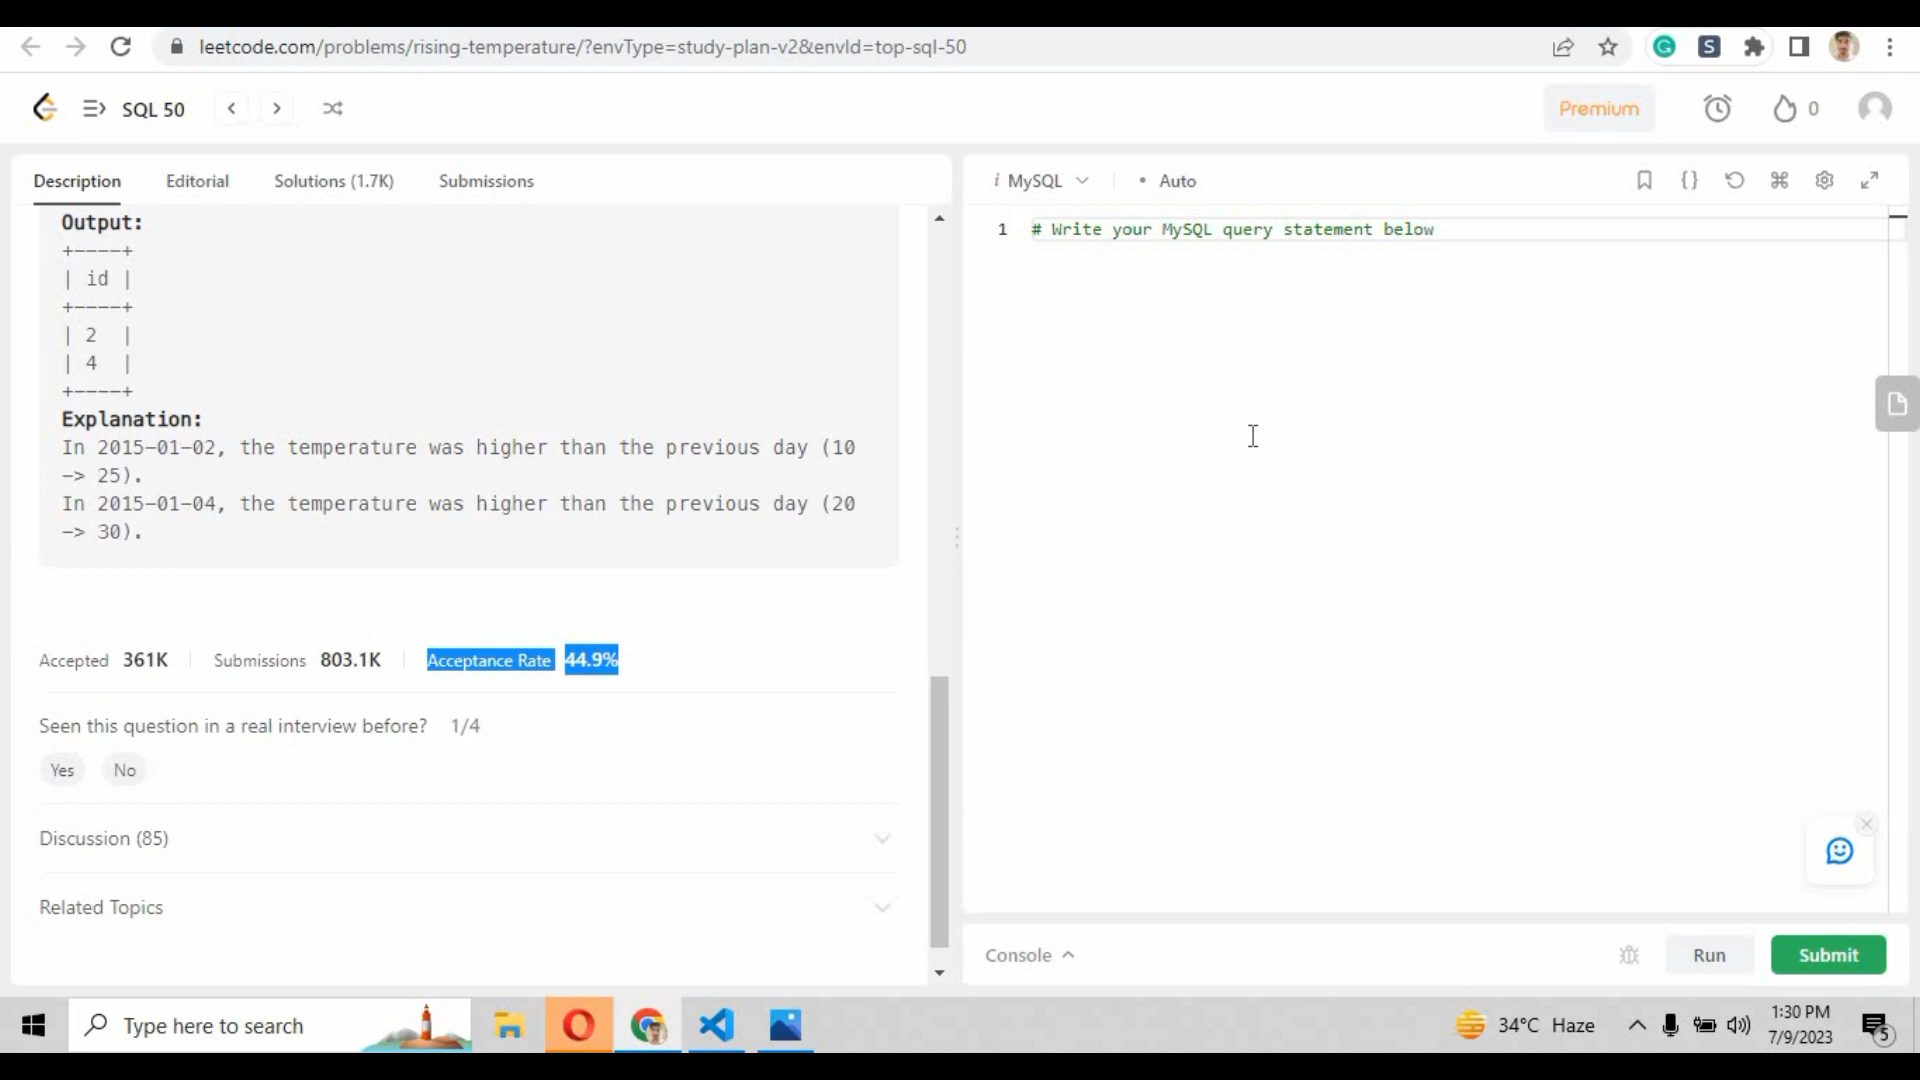 leetcode.com/problems/rising-temperature/?envType=study-plan-v2&envId=top-sql-50
SQL 50
Premium
0
Description Editorial Solutions (1.7K) Submissions
Output:
+----+
| id |
+----+
| 2 |
| 4 |
+----+
Explanation:
In 2015-01-02, the temperature was higher than the previous day (10
-> 25).
In 2015-01-04, the temperature was higher than the previous day (20
-> 30).
Accepted 361K Submissions 803.1K Acceptance Rate 44.9%
Seen this question in a real interview before? 1/4
Yes No
Discussion (85)
Related Topics
i MySQL • Auto
1 # Write your MySQL query statement below
{}
Console Run Submit
Type here to search
34°C Haze
1:30 PM
7/9/2023
5
G
S